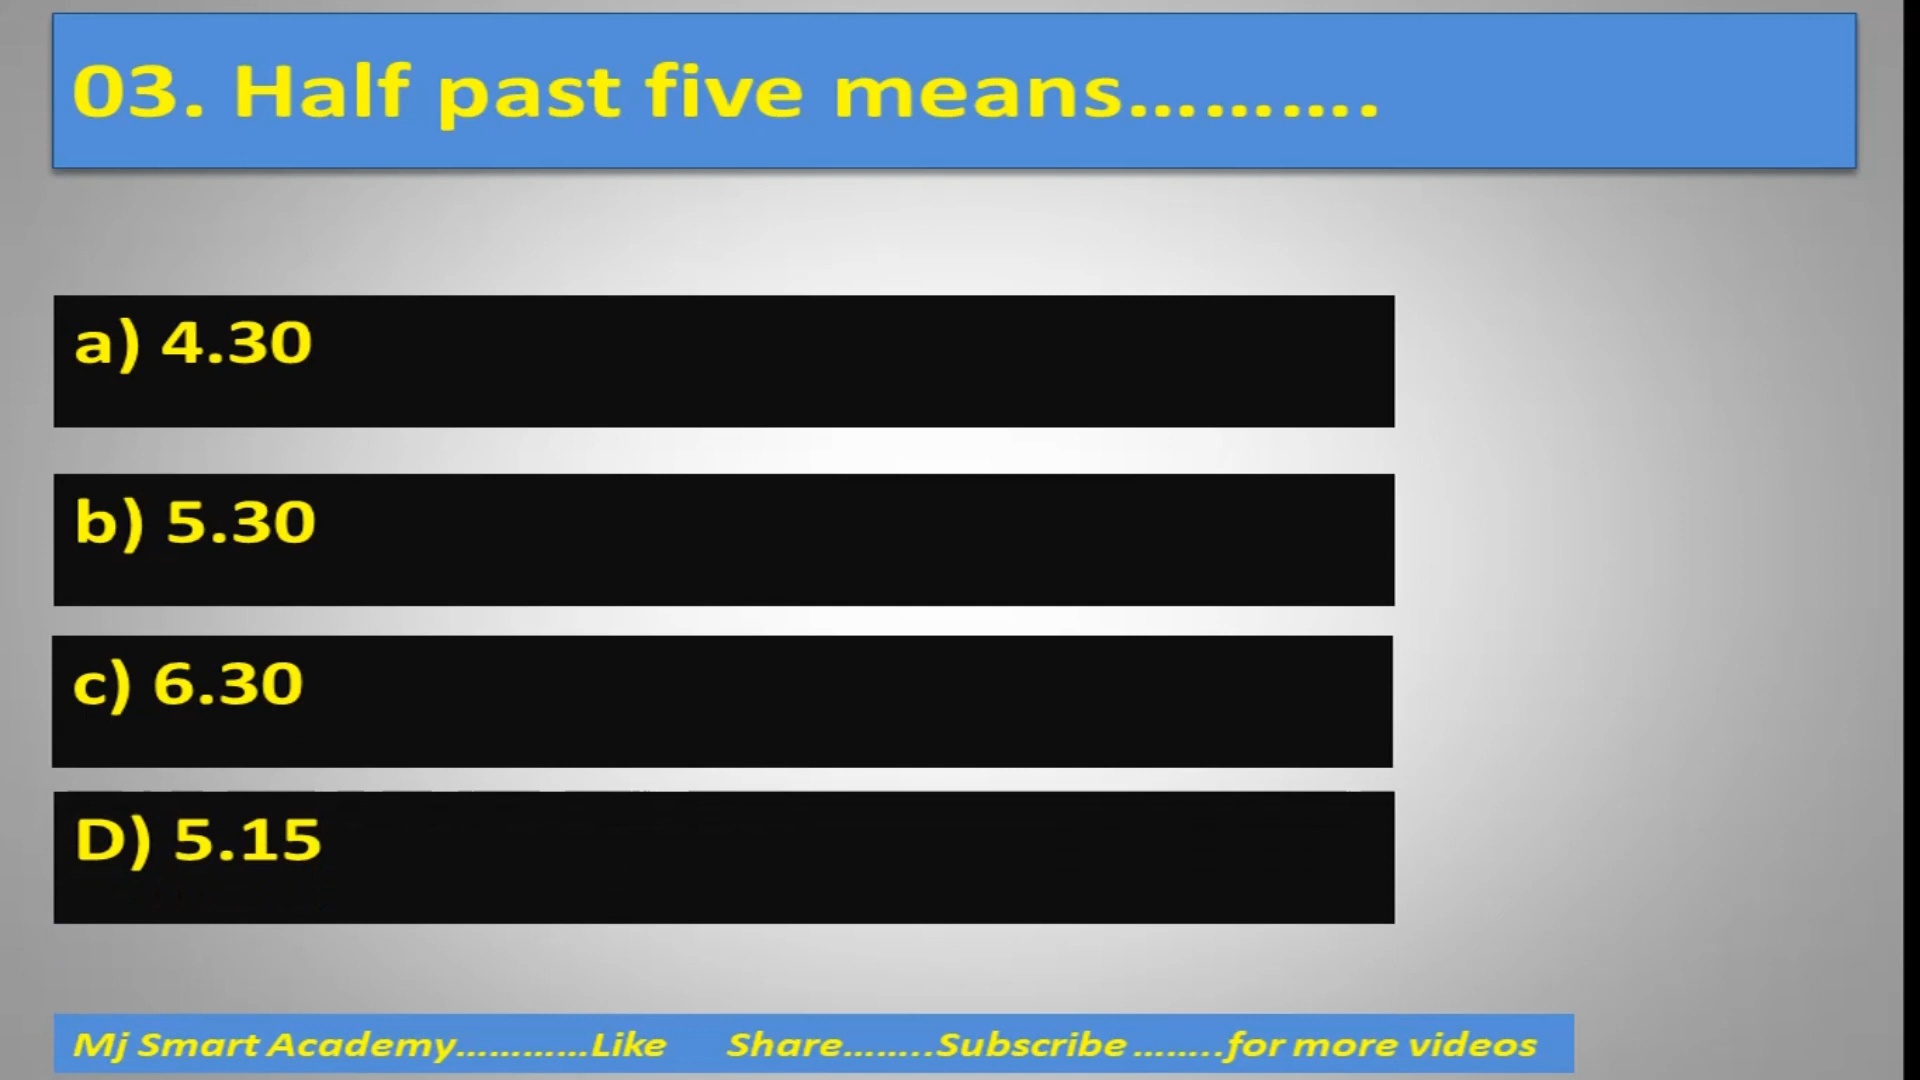 03. Half past five means……….
a) 4.30
b) 5.30
c) 6.30
D) 5.15
Mj Smart Academy…………Like Share……..Subscribe……..for more videos